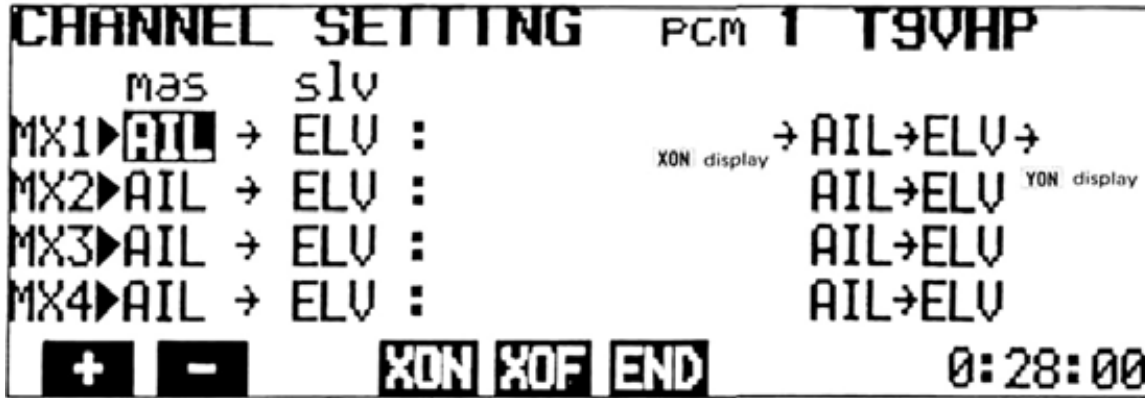 CHANNEL SETTING PCM 1 T9VHP
mas slv
MX1▶AIL → ELV : XON display → AIL→ELV→
MX2▶AIL → ELV : AIL→ELV YON display
MX3▶AIL → ELV : AIL→ELV
MX4▶AIL → ELV : AIL→ELV
+ - XON XOF END 0:28:00